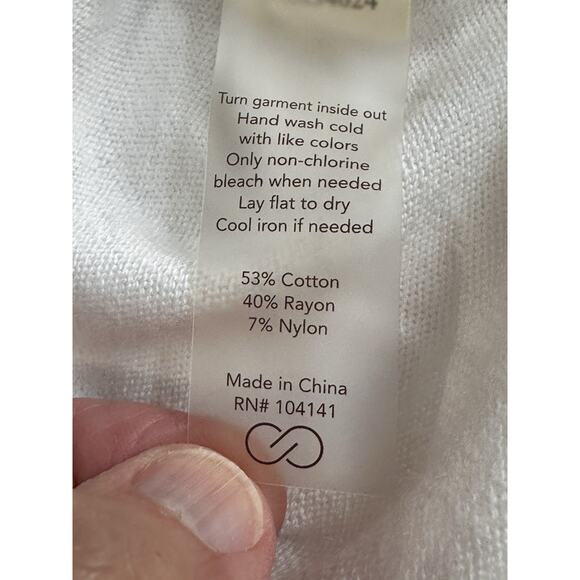 Turn garment inside out
Hand wash cold
with like colors
Only non-chlorine
bleach when needed
Lay flat to dry
Cool iron if needed
53% Cotton
40% Rayon
7% Nylon
Made in China
RN# 104141